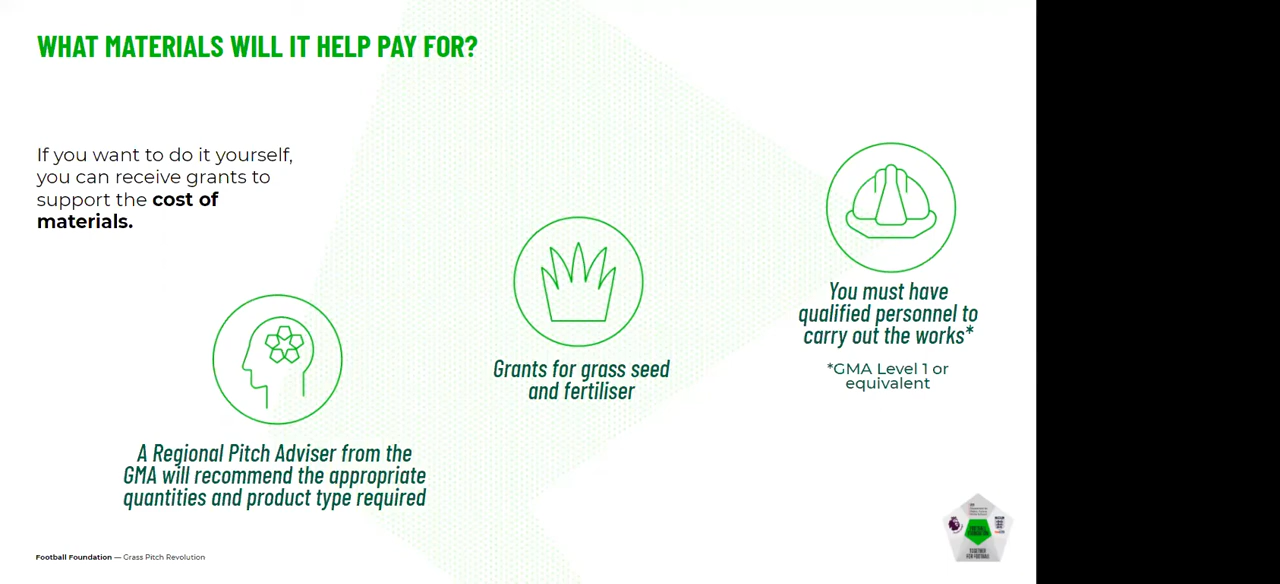 WHAT MATERIALS WILL IT HELP PAY FOR?
If you want to do it yourself,
you can receive grants to
support the cost of
materials.
A Regional Pitch Adviser from the
GMA will recommend the appropriate
quantities and product type required
Grants for grass seed
and fertiliser
You must have
qualified personnel to
carry out the works*
*GMA Level 1 or
equivalent
Football Foundation — Grass Pitch Revolution
TOGETHER
FOR FOOTBALL